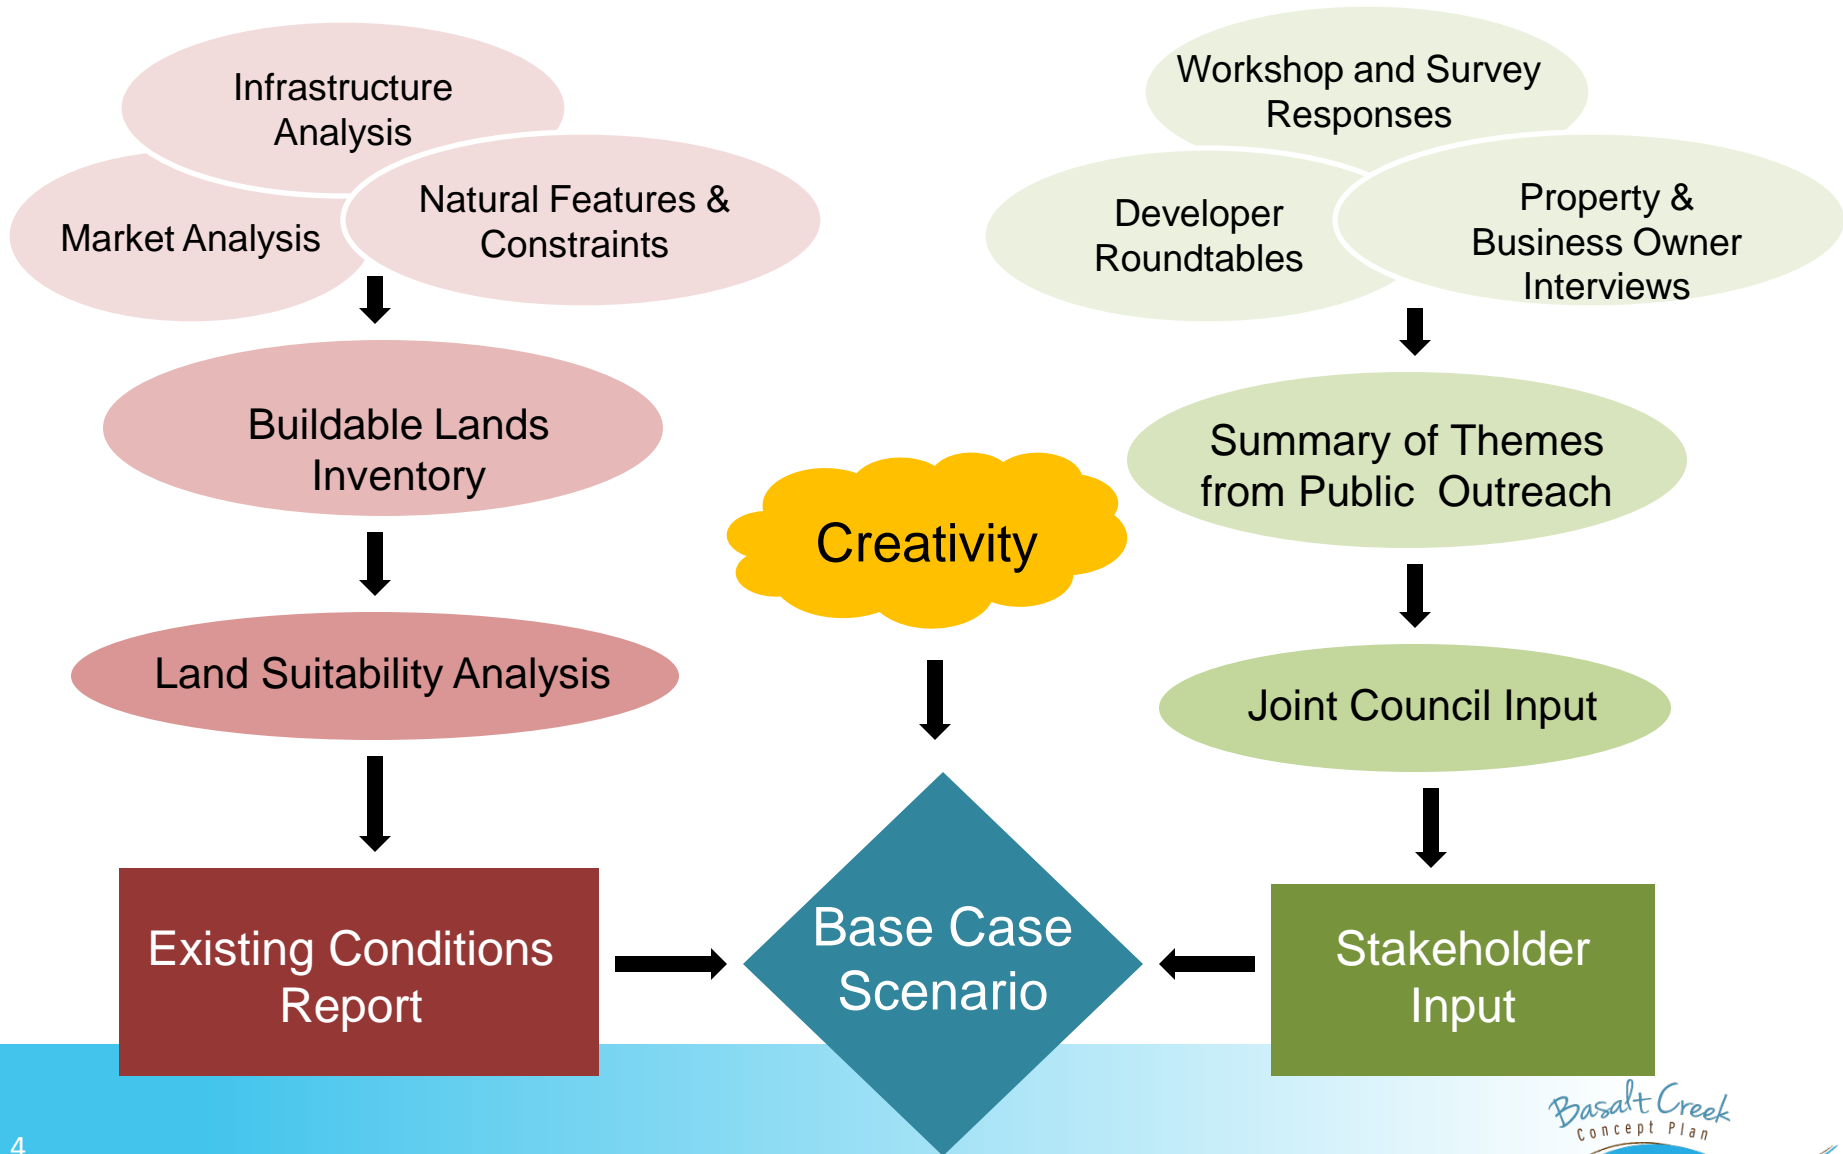 Infrastructure
Analysis
Market Analysis
Natural Features &
Constraints
Buildable Lands
Inventory
Land Suitability Analysis
Existing Conditions
Report
Creativity
Base Case
Scenario
Workshop and Survey
Responses
Developer
Roundtables
Property &
Business Owner
Interviews
Summary of Themes
from Public Outreach
Joint Council Input
Stakeholder
Input
4
Basalt Creek
Concept Plan